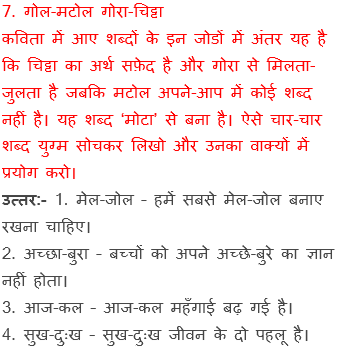 7. गोल-मटोल गोरा-चिट्टा
कविता में आए शब्दों के इन जोडों में अंतर यह है
कि चिट्टा का अर्थ सफ़ेद है और गोरा से मिलता-
जुलता है जबकि मटोल अपने-आप में कोई शब्द
नहीं है। यह शब्द ‘मोटा’ से बना है। ऐसे चार-चार
शब्द युग्म सोचकर लिखो और उनका वाक्यों में
प्रयोग करो।
उत्तर:- 1. मेल-जोल - हमें सबसे मेल-जोल बनाए
रखना चाहिए।
2. अच्छा-बुरा - बच्चों को अपने अच्छे-बुरे का ज्ञान
नहीं होता।
3. आज-कल - आज-कल महँगाई बढ़ गई है।
4. सुख-दुःख - सुख-दुःख जीवन के दो पहलू है।